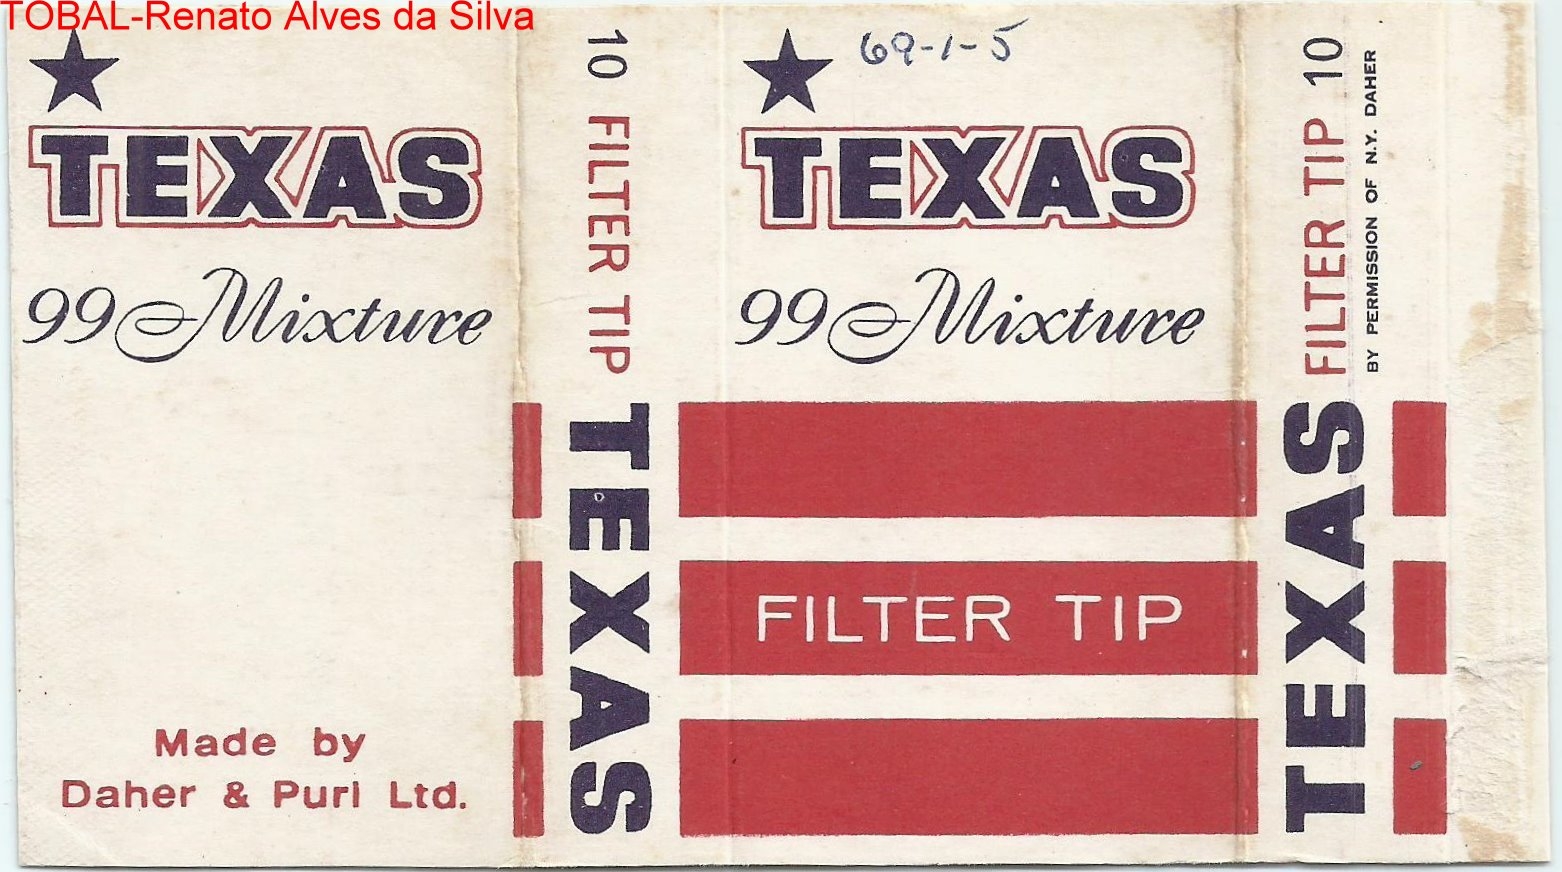 TOBAL-Renato Alves da Silva
TEXAS
99 Mixture
Made by
Daher & Puri Ltd.
10 FILTER TIP TEXAS
69-1-5
TEXAS
99 Mixture
FILTER TIP
TEXAS FILTER TIP 10
BY PERMISSION OF N.Y. DAHER